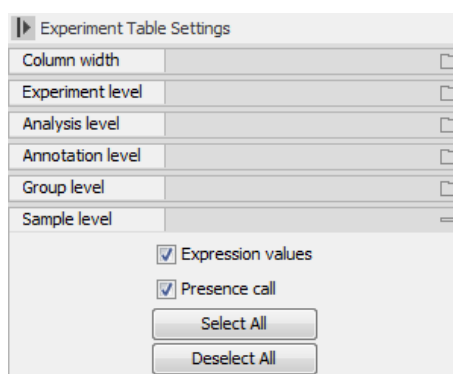 Experiment Table Settings
Column width
Experiment level
Analysis level
Annotation level
Group level
Sample level
Expression values
Presence call
Select All
Deselect All